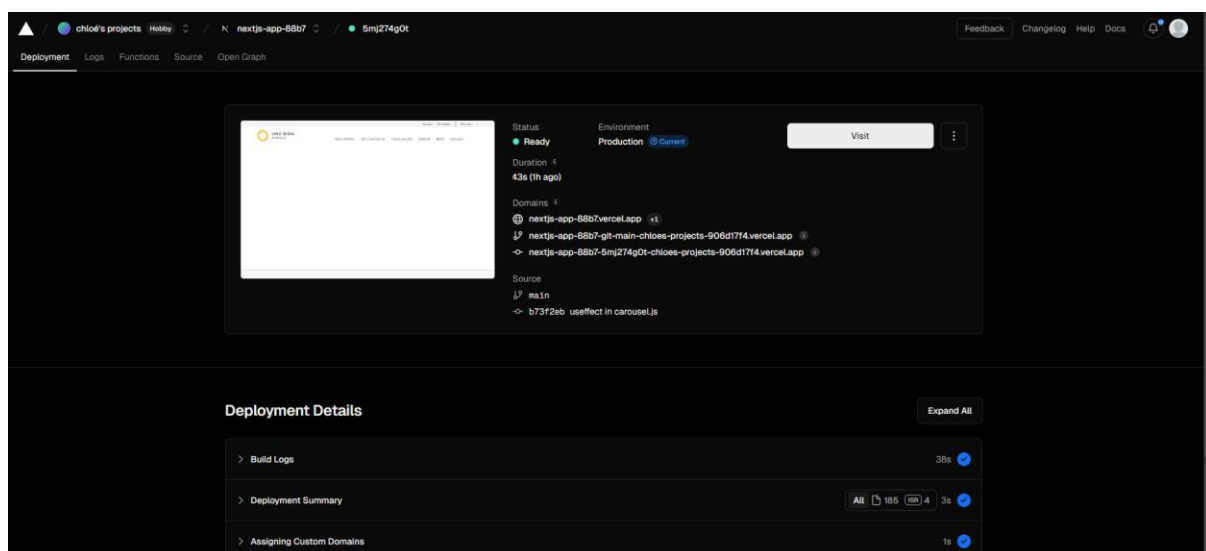 chloé's projects Hobby / nextjs-app-88b7 / 5mj274g0t
Feedback Changelog Help Docs
Deployment Logs Functions Source Open Graph
ONE RING
Status Environment
Ready Production Current
Visit
Duration
43s (1h ago)
Domains
nextjs-app-88b7.vercel.app +1
nextjs-app-88b7-git-main-chloes-projects-906d17f4.vercel.app
nextjs-app-88b7-5mj274g0t-chloes-projects-906d17f4.vercel.app
Source
main
b73f2eb useffect in carousel.js
Deployment Details
Expand All
Build Logs 38s
Deployment Summary All 185 ISR 4 3s
Assigning Custom Domains 1s